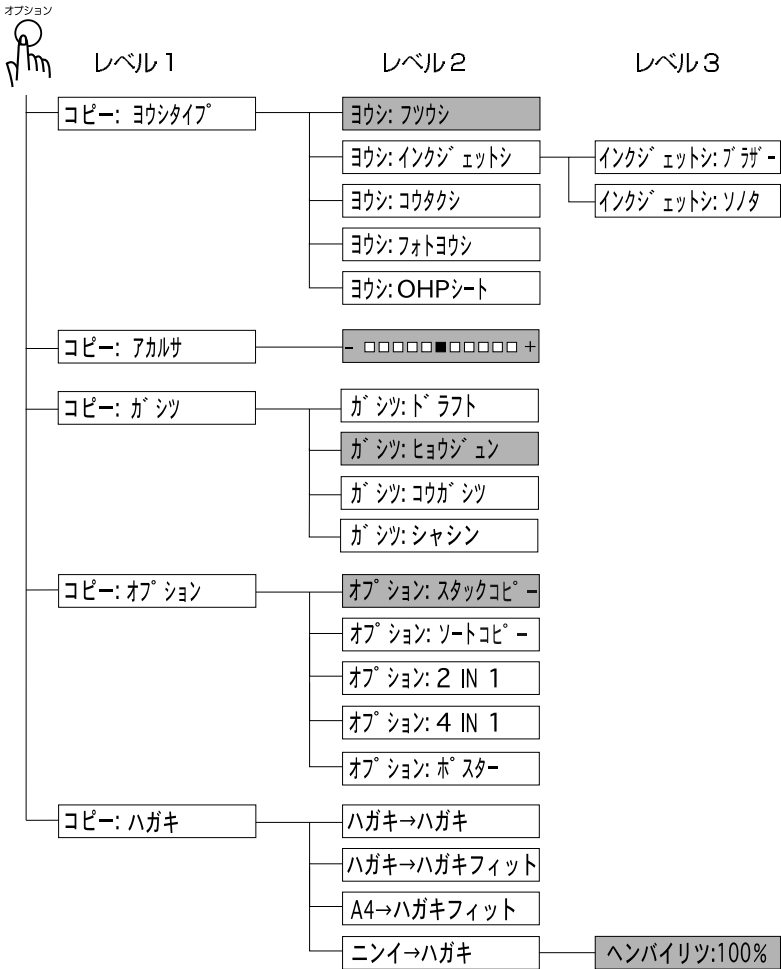 オプション
レベル 1 レベル 2 レベル 3
コピー: ヨウシタイプ ヨウシ: フツウシ
ヨウシ: インクジェットシ インクジェットシ: ブラザー
ヨウシ: コウタクシ インクジェットシ: ソノタ
ヨウシ: フォトヨウシ
ヨウシ: OHPシート
コピー: アカルサ - □□□□□■□□□□□ +
コピー: ガシツ ガシツ: ドラフト
ガシツ: ヒョウジュン
ガシツ: コウガシツ
ガシツ: シャシン
コピー: オプション オプション: スタックコピー
オプション: ソートコピー
オプション: 2 IN 1
オプション: 4 IN 1
オプション: ポスター
コピー: ハガキ ハガキ→ハガキ
ハガキ→ハガキフィット
A4→ハガキフィット
ニンイ→ハガキ ヘンバイリツ:100%